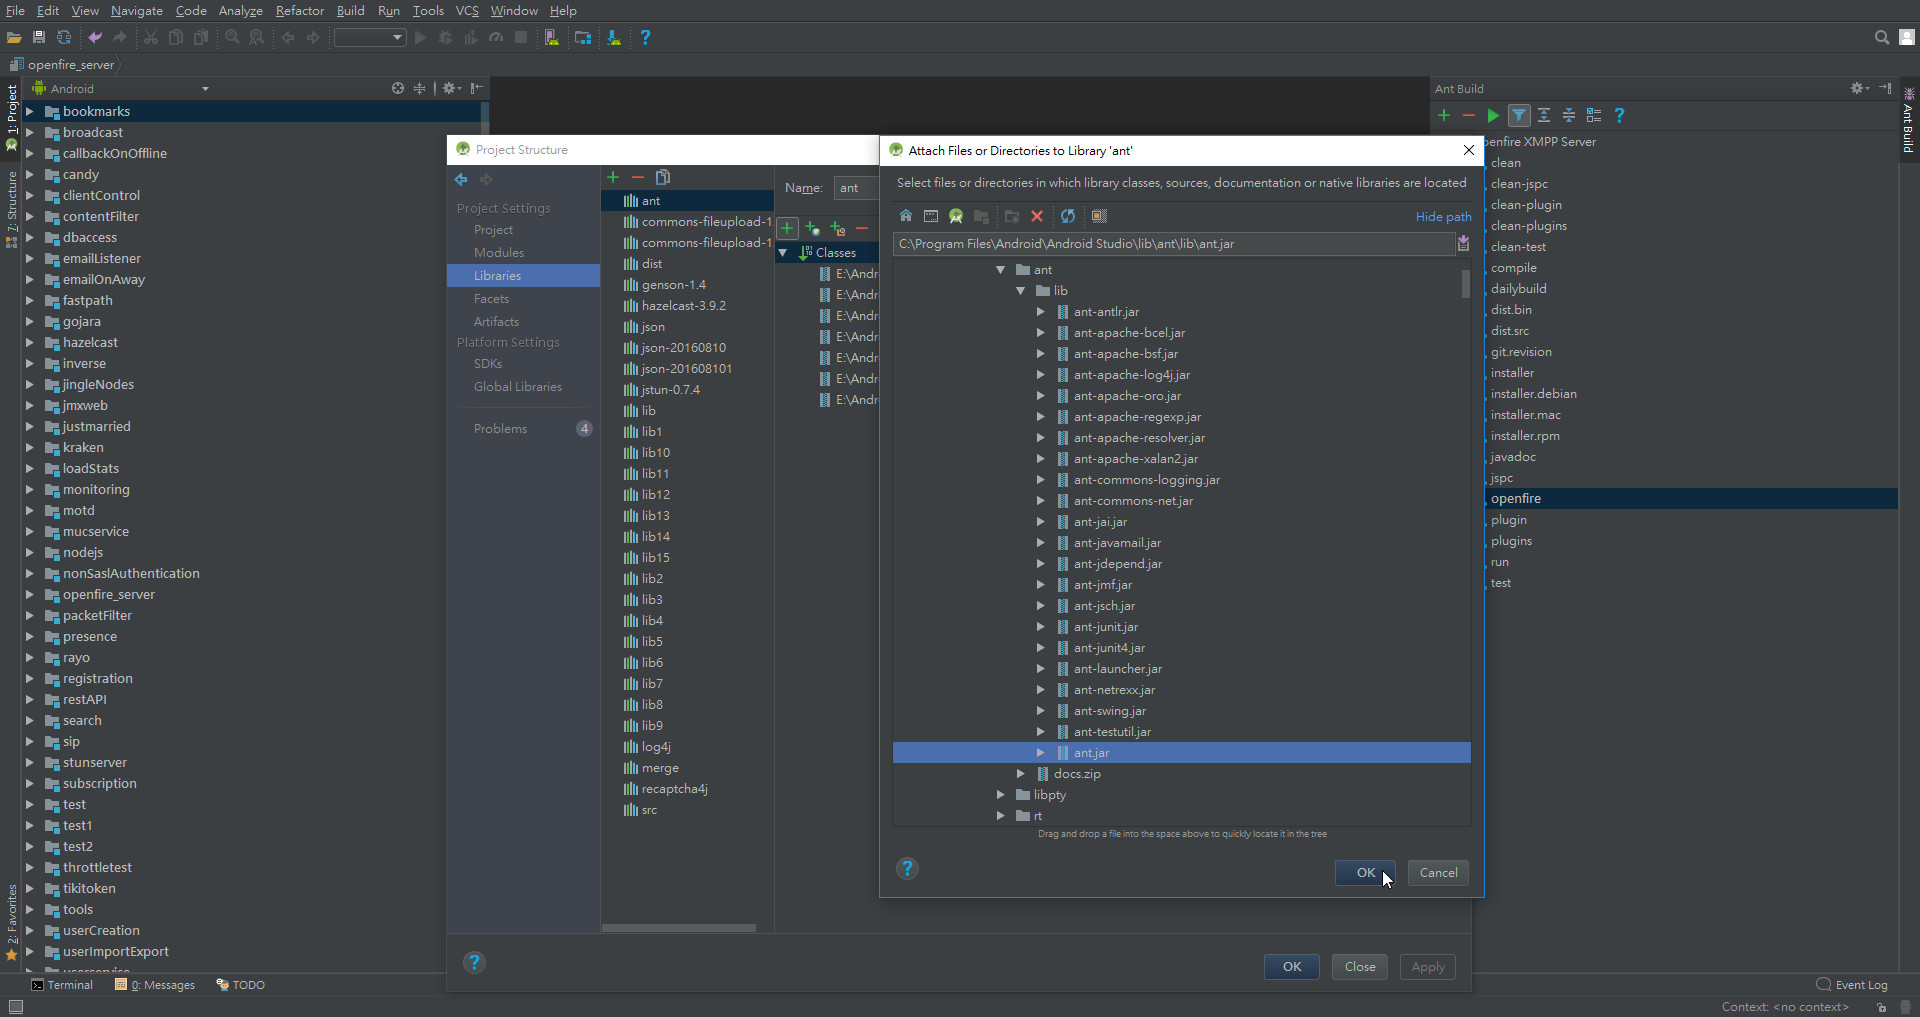 File Edit View Navigate Code Analyze Refactor Build Run Tools VCS Window Help
openfire_server
1: Project
7: Structure
2: Favorites
Android
bookmarks
broadcast
callbackOnOffline
candy
clientControl
contentFilter
dbaccess
emailListener
emailOnAway
fastpath
gojara
hazelcast
inverse
jingleNodes
jmxweb
justmarried
kraken
loadStats
monitoring
motd
mucservice
nodejs
nonSaslAuthentication
openfire_server
packetFilter
presence
rayo
registration
restAPI
search
sip
stunserver
subscription
test
test1
test2
throttletest
tikitoken
tools
userCreation
userImportExport
userservice
Project Structure
Project Settings
Project
Modules
Libraries
Facets
Artifacts
Platform Settings
SDKs
Global Libraries
Problems 4
ant
commons-fileupload-1
commons-fileupload-1
dist
genson-1.4
hazelcast-3.9.2
json
json-20160810
json-201608101
jstun-0.7.4
lib
lib1
lib10
lib11
lib12
lib13
lib14
lib15
lib2
lib3
lib4
lib5
lib6
lib7
lib8
lib9
log4j
merge
recaptcha4j
src
Name: ant
Classes
E:\Andr
E:\Andr
E:\Andr
E:\Andr
E:\Andr
E:\Andr
E:\Andr
OK Close Apply
Attach Files or Directories to Library 'ant'
Select files or directories in which library classes, sources, documentation or native libraries are located
Hide path
C:\Program Files\Android\Android Studio\lib\ant\lib\ant.jar
ant
lib
ant-antlr.jar
ant-apache-bcel.jar
ant-apache-bsf.jar
ant-apache-log4j.jar
ant-apache-oro.jar
ant-apache-regexp.jar
ant-apache-resolver.jar
ant-apache-xalan2.jar
ant-commons-logging.jar
ant-commons-net.jar
ant-jai.jar
ant-javamail.jar
ant-jdepend.jar
ant-jmf.jar
ant-jsch.jar
ant-junit.jar
ant-junit4.jar
ant-launcher.jar
ant-netrexx.jar
ant-swing.jar
ant-testutil.jar
ant.jar
docs.zip
libpty
rt
Drag and drop a file into the space above to quickly locate it in the tree
OK Cancel
Ant Build
penfire XMPP Server
clean
clean-jspc
clean-plugin
clean-plugins
clean-test
compile
dailybuild
dist.bin
dist.src
git.revision
installer
installer.debian
installer.mac
installer.rpm
javadoc
jspc
openfire
plugin
plugins
run
test
Ant Build
Terminal 0: Messages TODO
Event Log
Context: <no context>